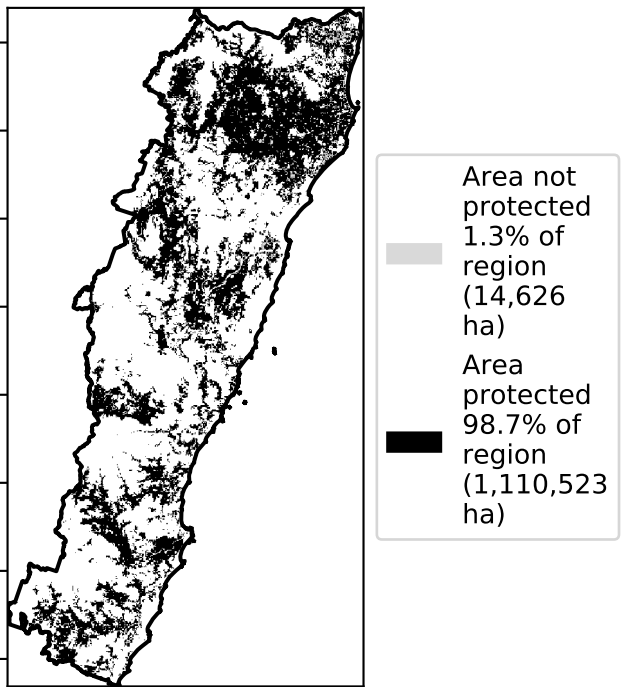 Area not
protected
1.3% of
region
(14,626
ha)
Area
protected
98.7% of
region
(1,110,523
ha)